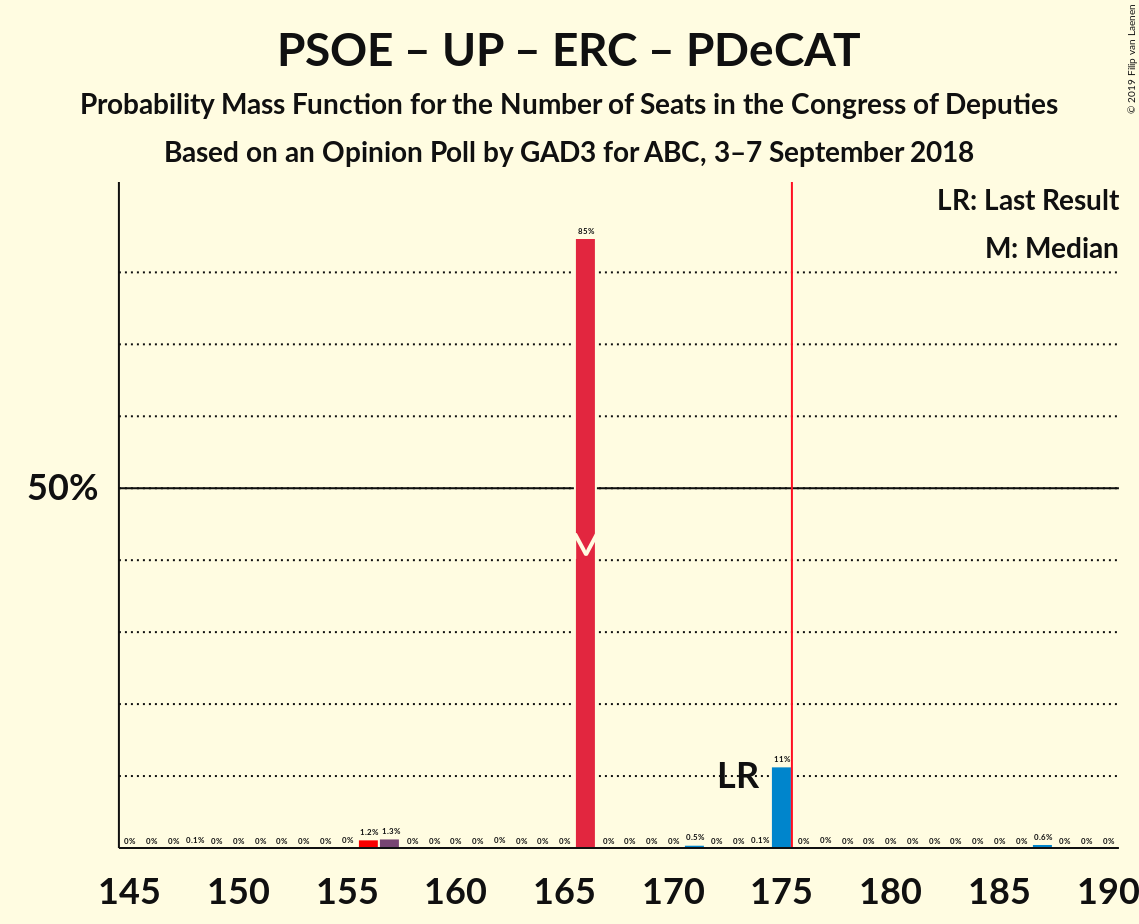 PSOE – UP – ERC – PDeCAT
Probability Mass Function for the Number of Seats in the Congress of Deputies
Based on an Opinion Poll by GAD3 for ABC, 3–7 September 2018
© 2019 Filip van Laenen
LR: Last Result
M: Median
85%
50%
LR
11%
0% 0% 0% 0.1% 0% 0% 0% 0% 0% 0% 0% 1.2% 1.3% 0% 0% 0% 0% 0% 0% 0% 0% 0% 0% 0% 0% 0.5% 0% 0% 0.1% 0% 0% 0% 0% 0% 0% 0% 0% 0% 0% 0% 0.6% 0% 0% 0%
145 150 155 160 165 170 175 180 185 190